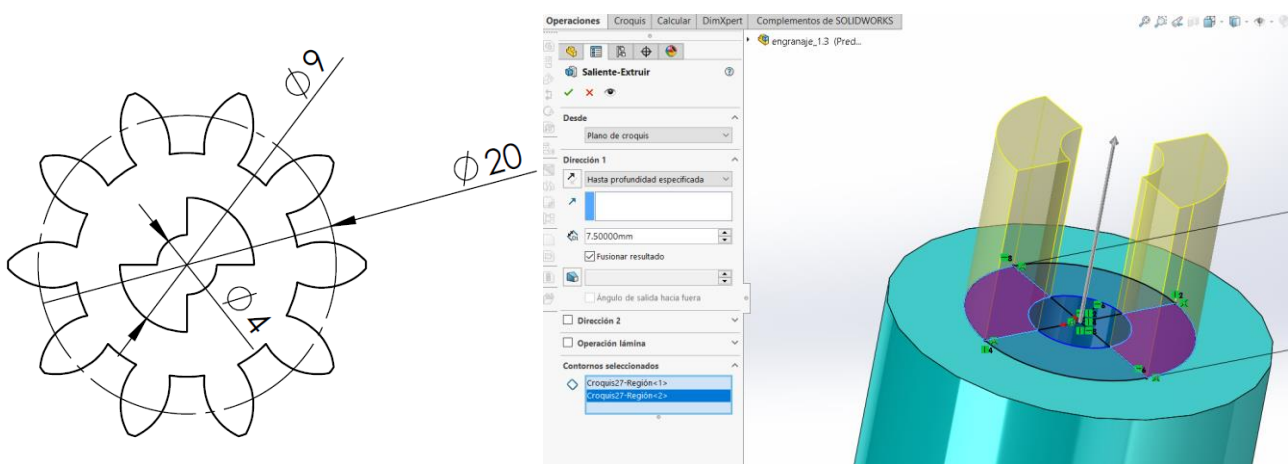 ⌀9
⌀20
⌀4
Operaciones Croquis Calcular DimXpert Complementos de SOLIDWORKS
engranaje_1.3 (Pred...
Saliente-Extruir
Desde
Plano de croquis
Dirección 1
Hasta profundidad especificada
7.50000mm
Fusionar resultado
Ángulo de salida hacia fuera
Dirección 2
Operación lámina
Contornos seleccionados
Croquis27-Región<1>
Croquis27-Región<2>